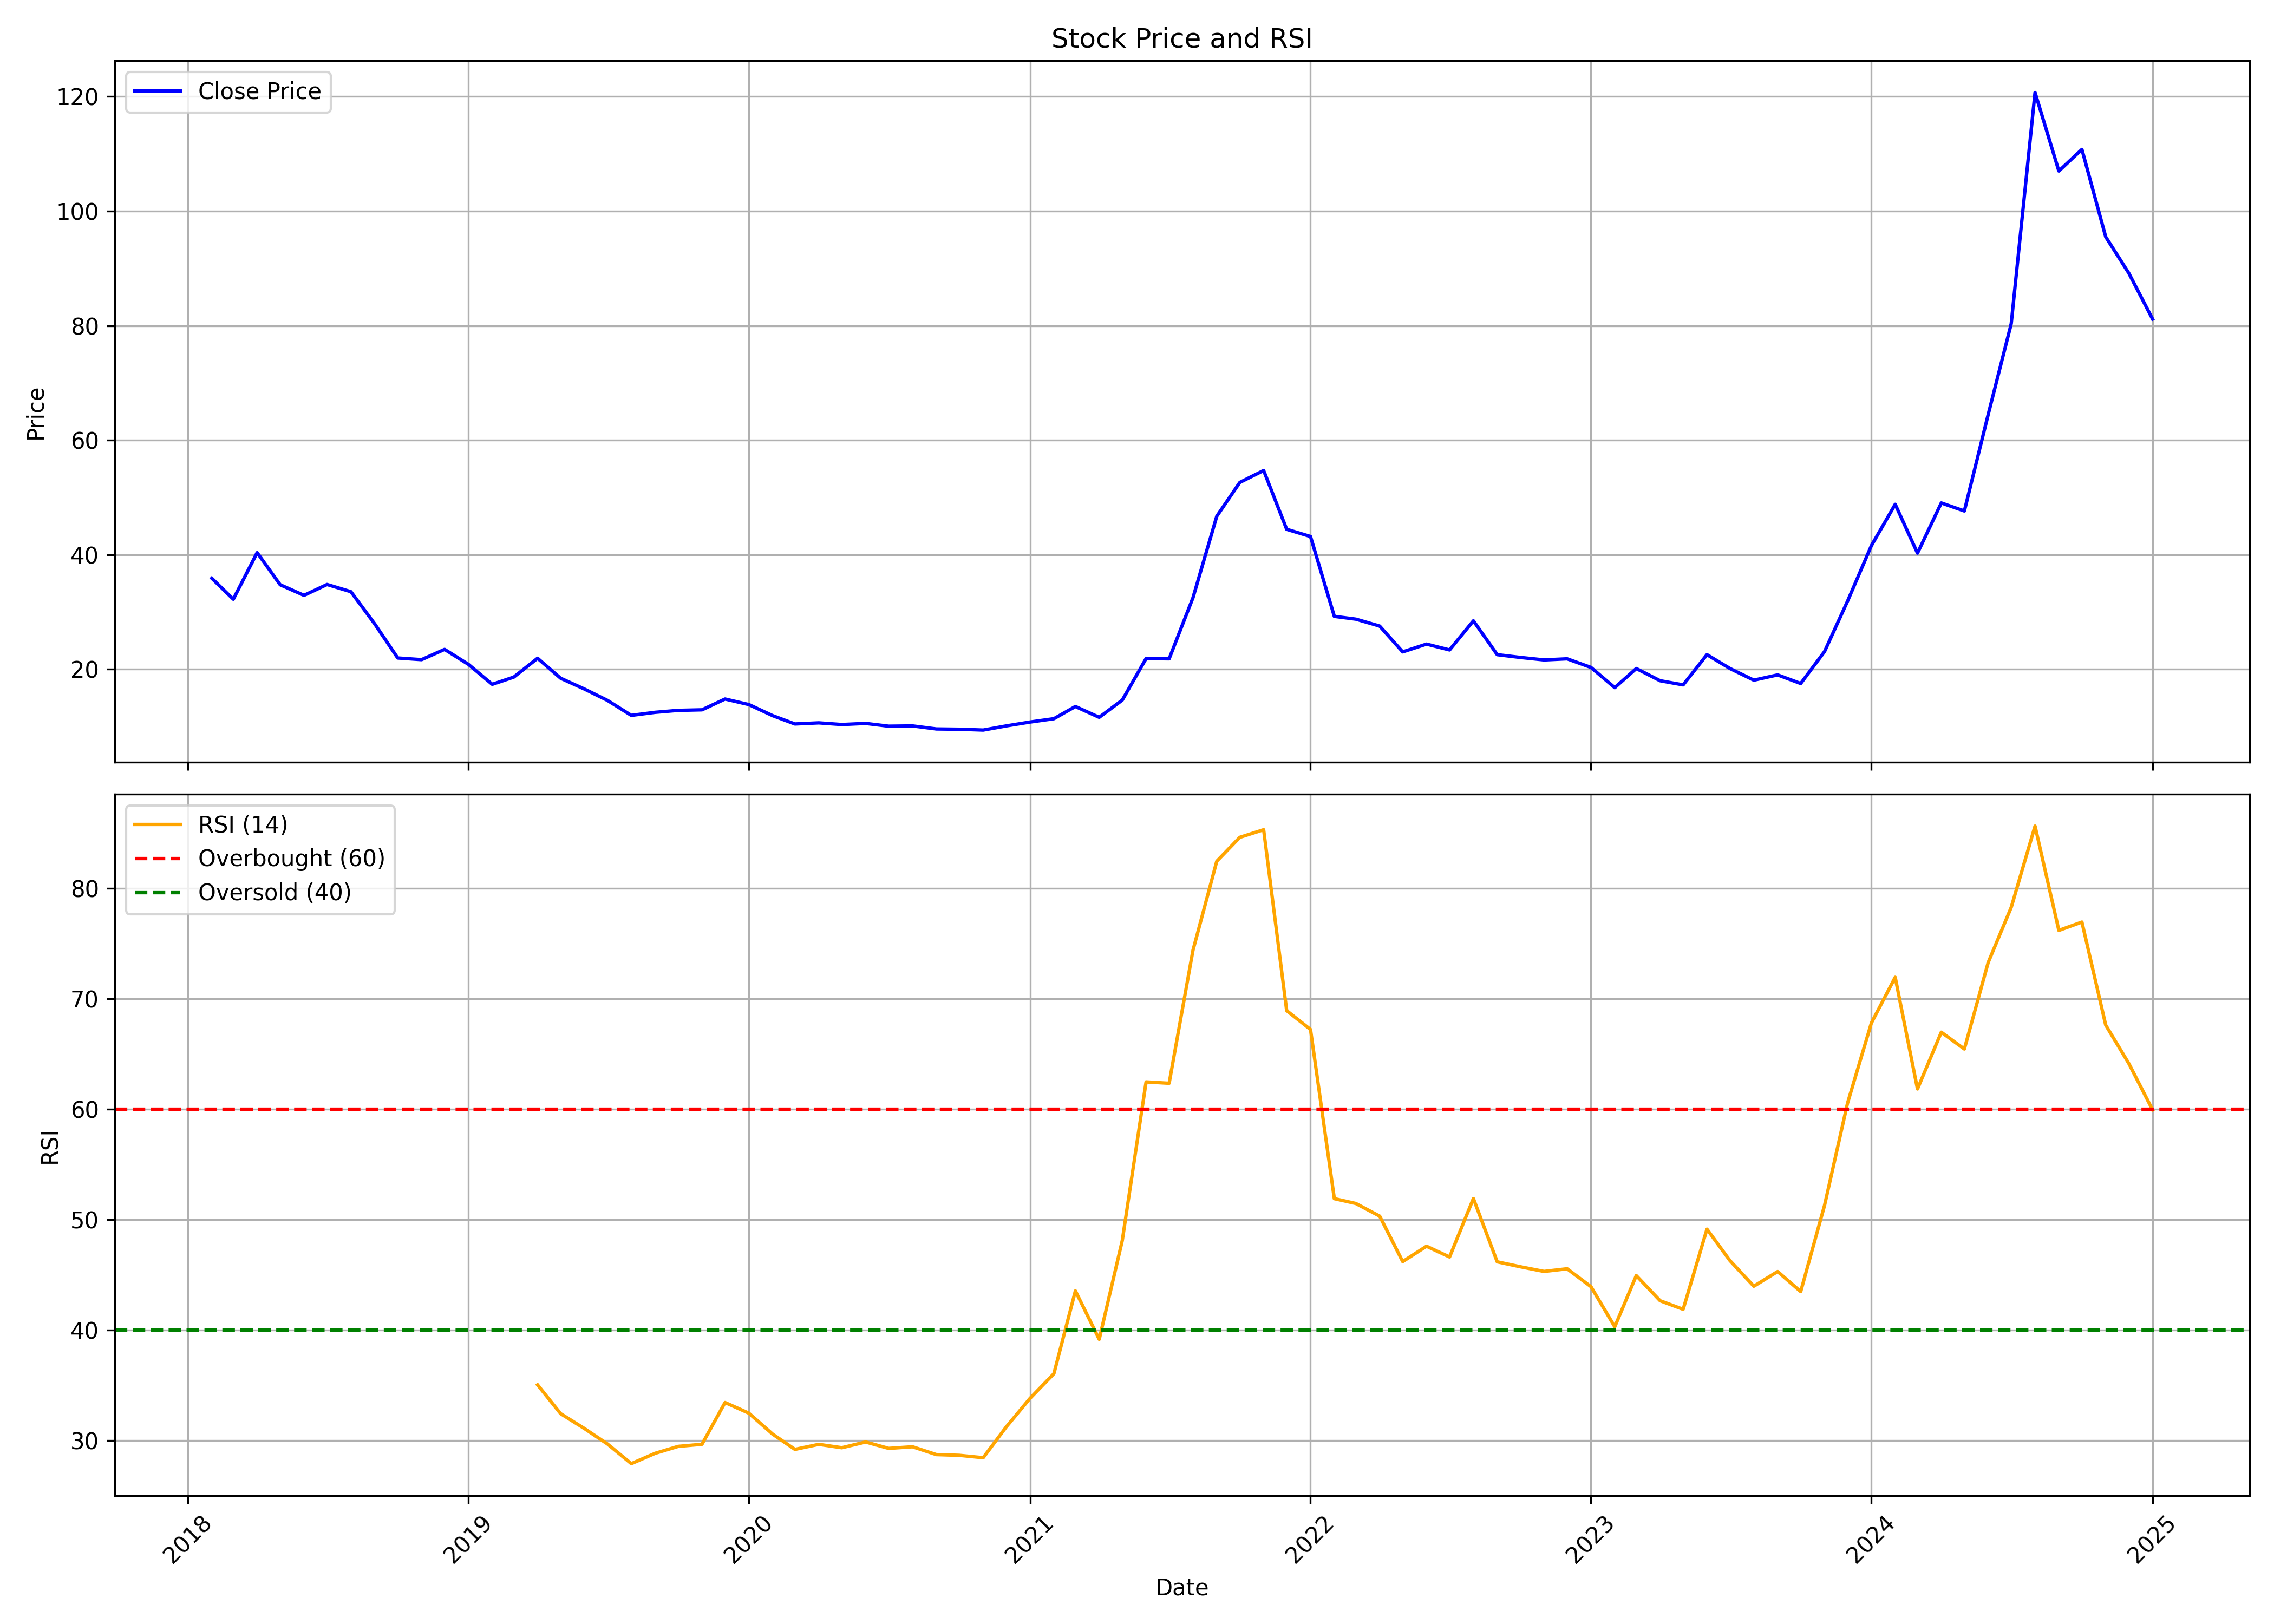 Stock Price and RSI
Close Price
120
100
80
60
40
20
Price
RSI (14)
Overbought (60)
Oversold (40)
80
70
60
50
40
30
RSI
2018 2019 2020 2021 2022 2023 2024 2025
Date